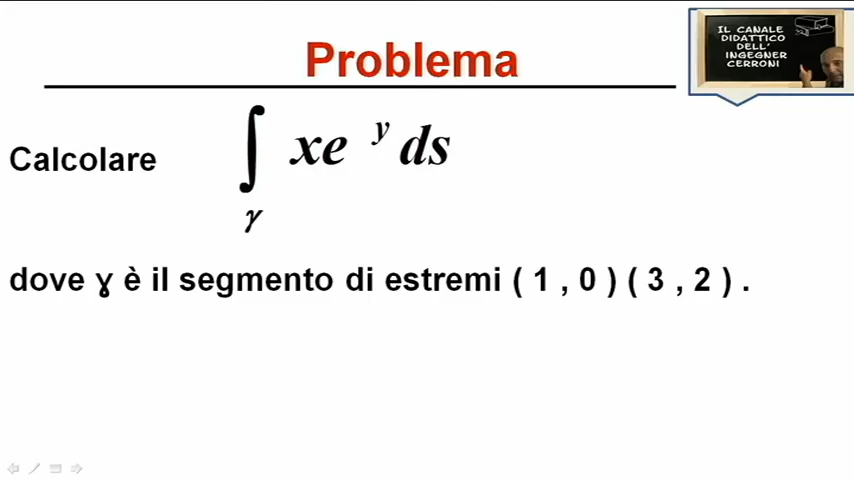 Problema
IL CANALE
DIDATTICO
DELL'
INGEGNER
CERRONI
Calcolare ∫γ xe^y ds
dove ɣ è il segmento di estremi ( 1 , 0 ) ( 3 , 2 ) .